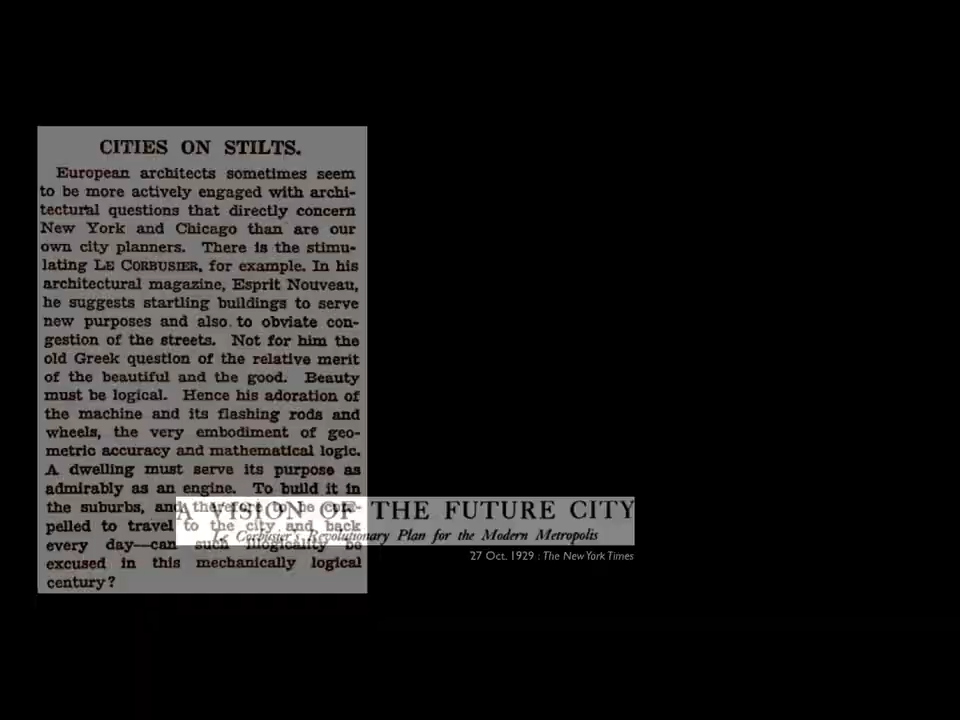 CITIES ON STILTS.
European architects sometimes seem
to be more actively engaged with archi-
tectural questions that directly concern
New York and Chicago than are our
own city planners. There is the stimu-
lating LE CORBUSIER, for example. In his
architectural magazine, Esprit Nouveau,
he suggests startling buildings to serve
new purposes and also to obviate con-
gestion of the streets. Not for him the
old Greek question of the relative merit
of the beautiful and the good. Beauty
must be logical. Hence his adoration of
the machine and its flashing rods and
wheels, the very embodiment of geo-
metric accuracy and mathematical logic.
A dwelling must serve its purpose as
admirably as an engine. To build it in
the suburbs, and therefore to be com-
pelled to travel to the city and back
every day—can such illogicality be
excused in this mechanically logical
century?
A VISION OF THE FUTURE CITY
Le Corbusier's Revolutionary Plan for the Modern Metropolis
27 Oct. 1929 : The New York Times